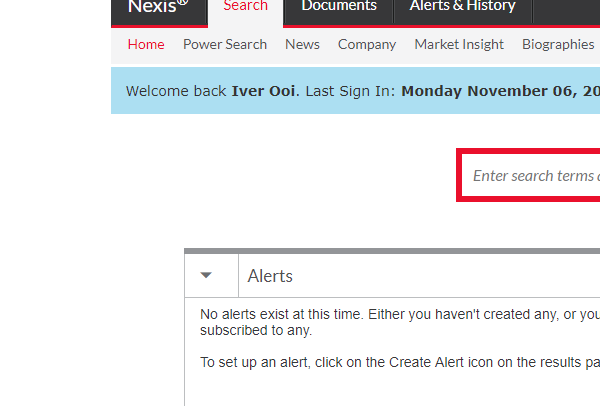 Nexis® Search Documents Alerts & History
Home Power Search News Company Market Insight Biographies
Welcome back Iver Ooi. Last Sign In: Monday November 06, 20
Enter search terms
Alerts
No alerts exist at this time. Either you haven't created any, or you
subscribed to any.
To set up an alert, click on the Create Alert icon on the results pa